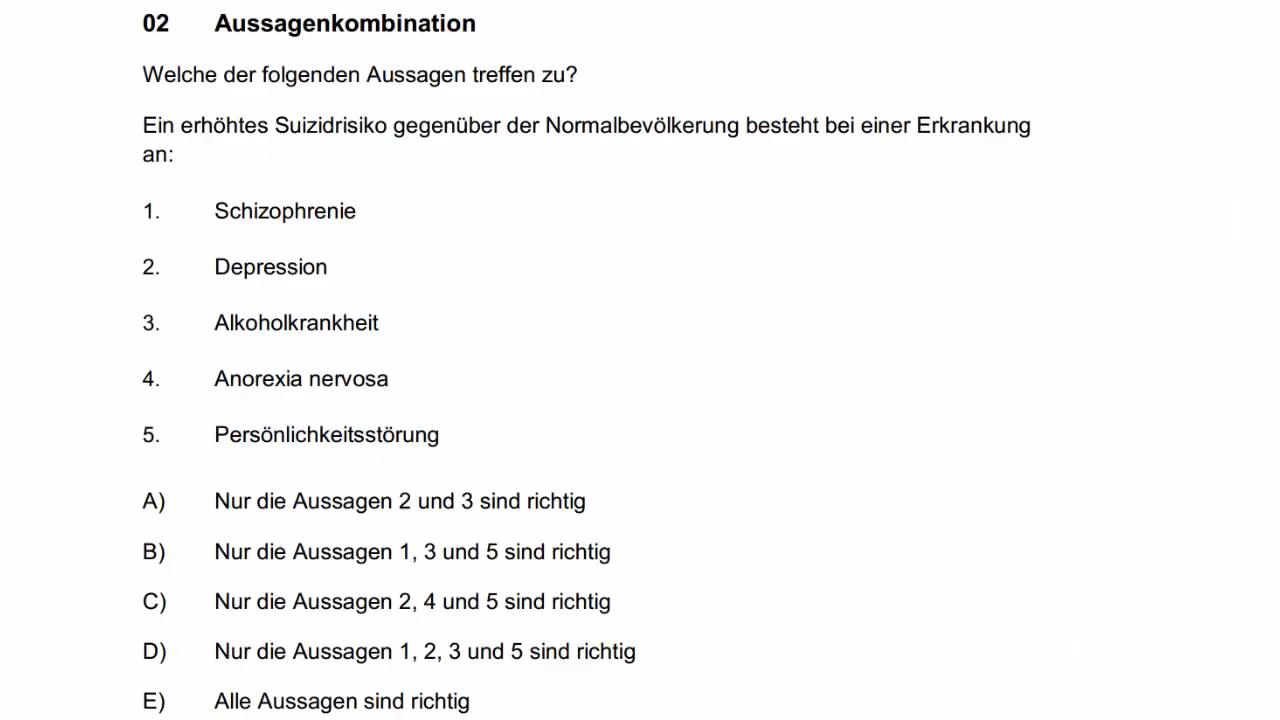 02 Aussagenkombination
Welche der folgenden Aussagen treffen zu?
Ein erhöhtes Suizidrisiko gegenüber der Normalbevölkerung besteht bei einer Erkrankung
an:
1. Schizophrenie
2. Depression
3. Alkoholkrankheit
4. Anorexia nervosa
5. Persönlichkeitsstörung
A) Nur die Aussagen 2 und 3 sind richtig
B) Nur die Aussagen 1, 3 und 5 sind richtig
C) Nur die Aussagen 2, 4 und 5 sind richtig
D) Nur die Aussagen 1, 2, 3 und 5 sind richtig
E) Alle Aussagen sind richtig